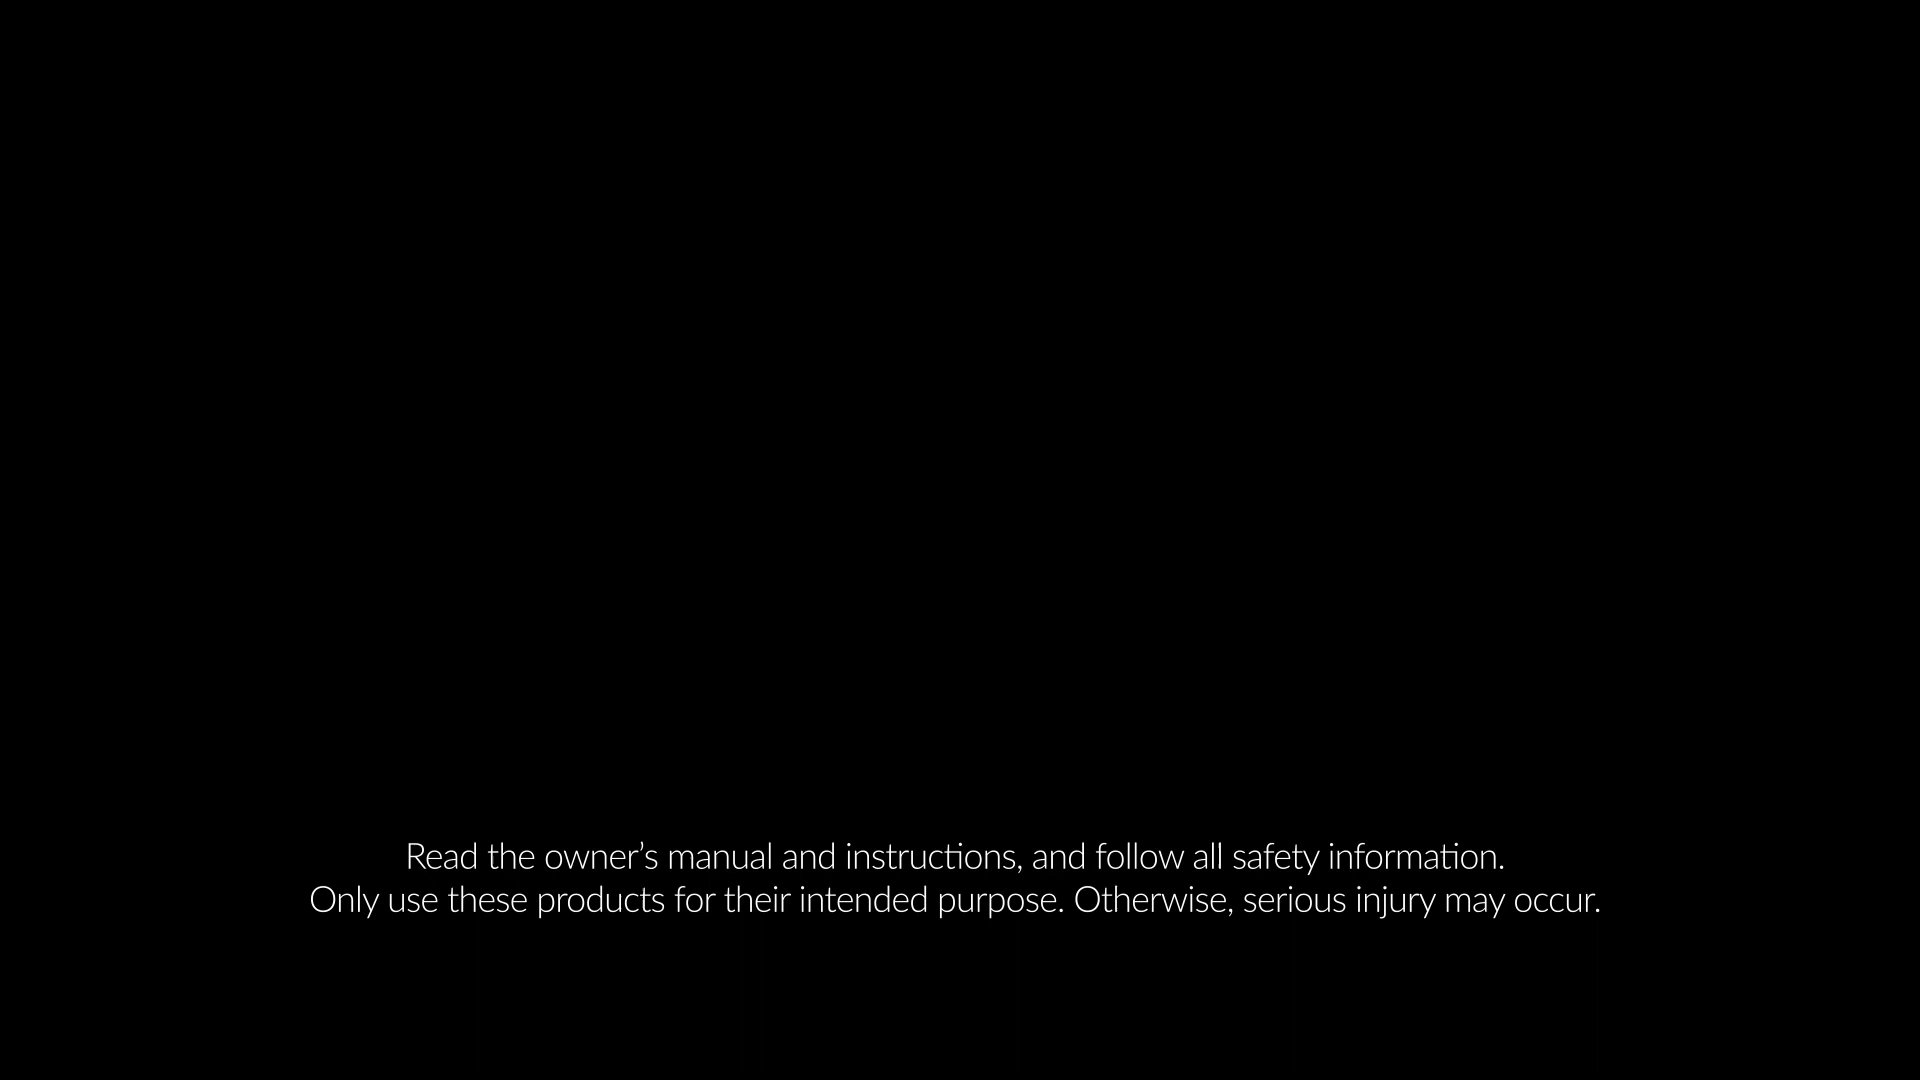 Read the owner’s manual and instructions, and follow all safety information.
Only use these products for their intended purpose. Otherwise, serious injury may occur.